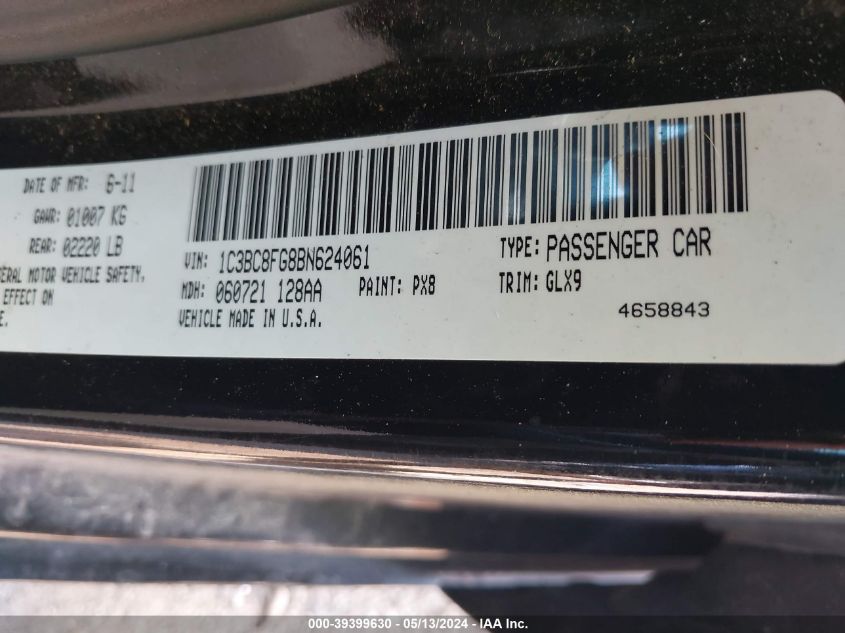 DATE OF MFR: 6-11
GAWR: 01007 KG
REAR: 02220 LB
ERAL MOTOR VEHICLE SAFETY,
EFFECT ON
E.
VIN: 1C3BC8FG8BN624061
TYPE: PASSENGER CAR
MDH: 060721 128AA
PAINT: PX8
TRIM: GLX9
VEHICLE MADE IN U.S.A.
4658843
000-39399630 - 05/13/2024 - IAA Inc.